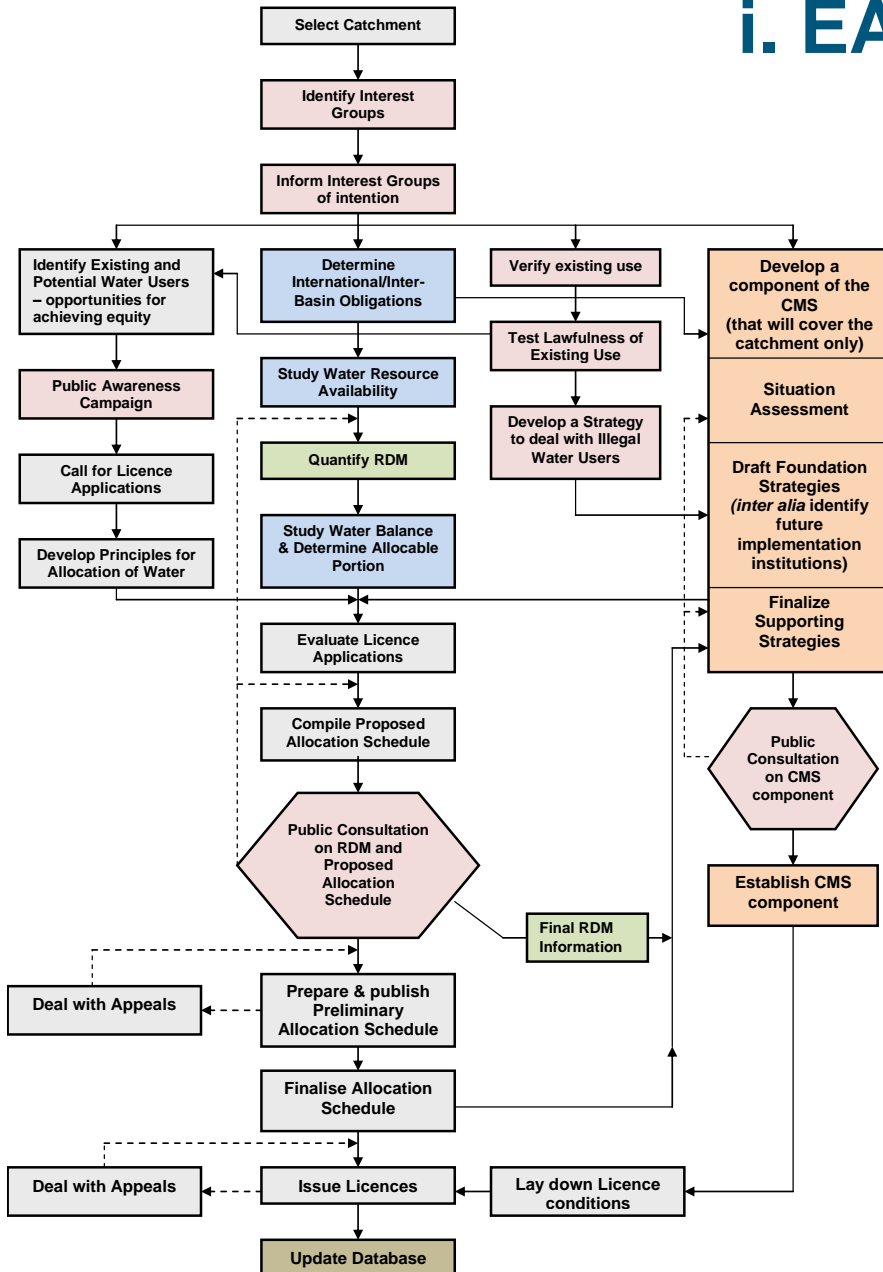 i. EA
Select Catchment
Identify Interest
Groups
Inform Interest Groups
of intention
Identify Existing and
Potential Water Users
– opportunities for
achieving equity
Determine
International/Inter-
Basin Obligations
Verify existing use
Develop a
component of the
CMS
(that will cover the
catchment only)
Test Lawfulness of
Existing Use
Public Awareness
Campaign
Study Water Resource
Availability
Situation
Assessment
Develop a Strategy
to deal with Illegal
Water Users
Call for Licence
Applications
Quantify RDM
Draft Foundation
Strategies
(inter alia identify
future
implementation
institutions)
Develop Principles for
Allocation of Water
Study Water Balance
& Determine Allocable
Portion
Finalize
Supporting
Strategies
Evaluate Licence
Applications
Compile Proposed
Allocation Schedule
Public
Consultation
on CMS
component
Public Consultation
on RDM and
Proposed
Allocation
Schedule
Establish CMS
component
Final RDM
Information
Deal with Appeals
Prepare & publish
Preliminary
Allocation Schedule
Finalise Allocation
Schedule
Deal with Appeals
Issue Licences
Lay down Licence
conditions
Update Database